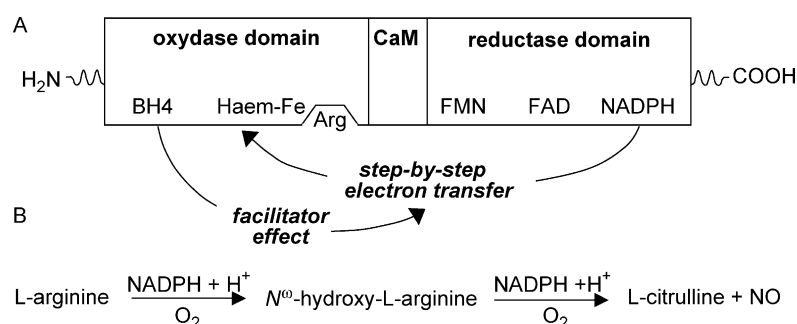 A
oxydase domain CaM reductase domain
H₂N COOH
BH4 Haem-Fe Arg FMN FAD NADPH
step-by-step
electron transfer
facilitator
effect
B
NADPH + H⁺ NADPH +H⁺
L-arginine Nω-hydroxy-L-arginine L-citrulline + NO
O₂ O₂